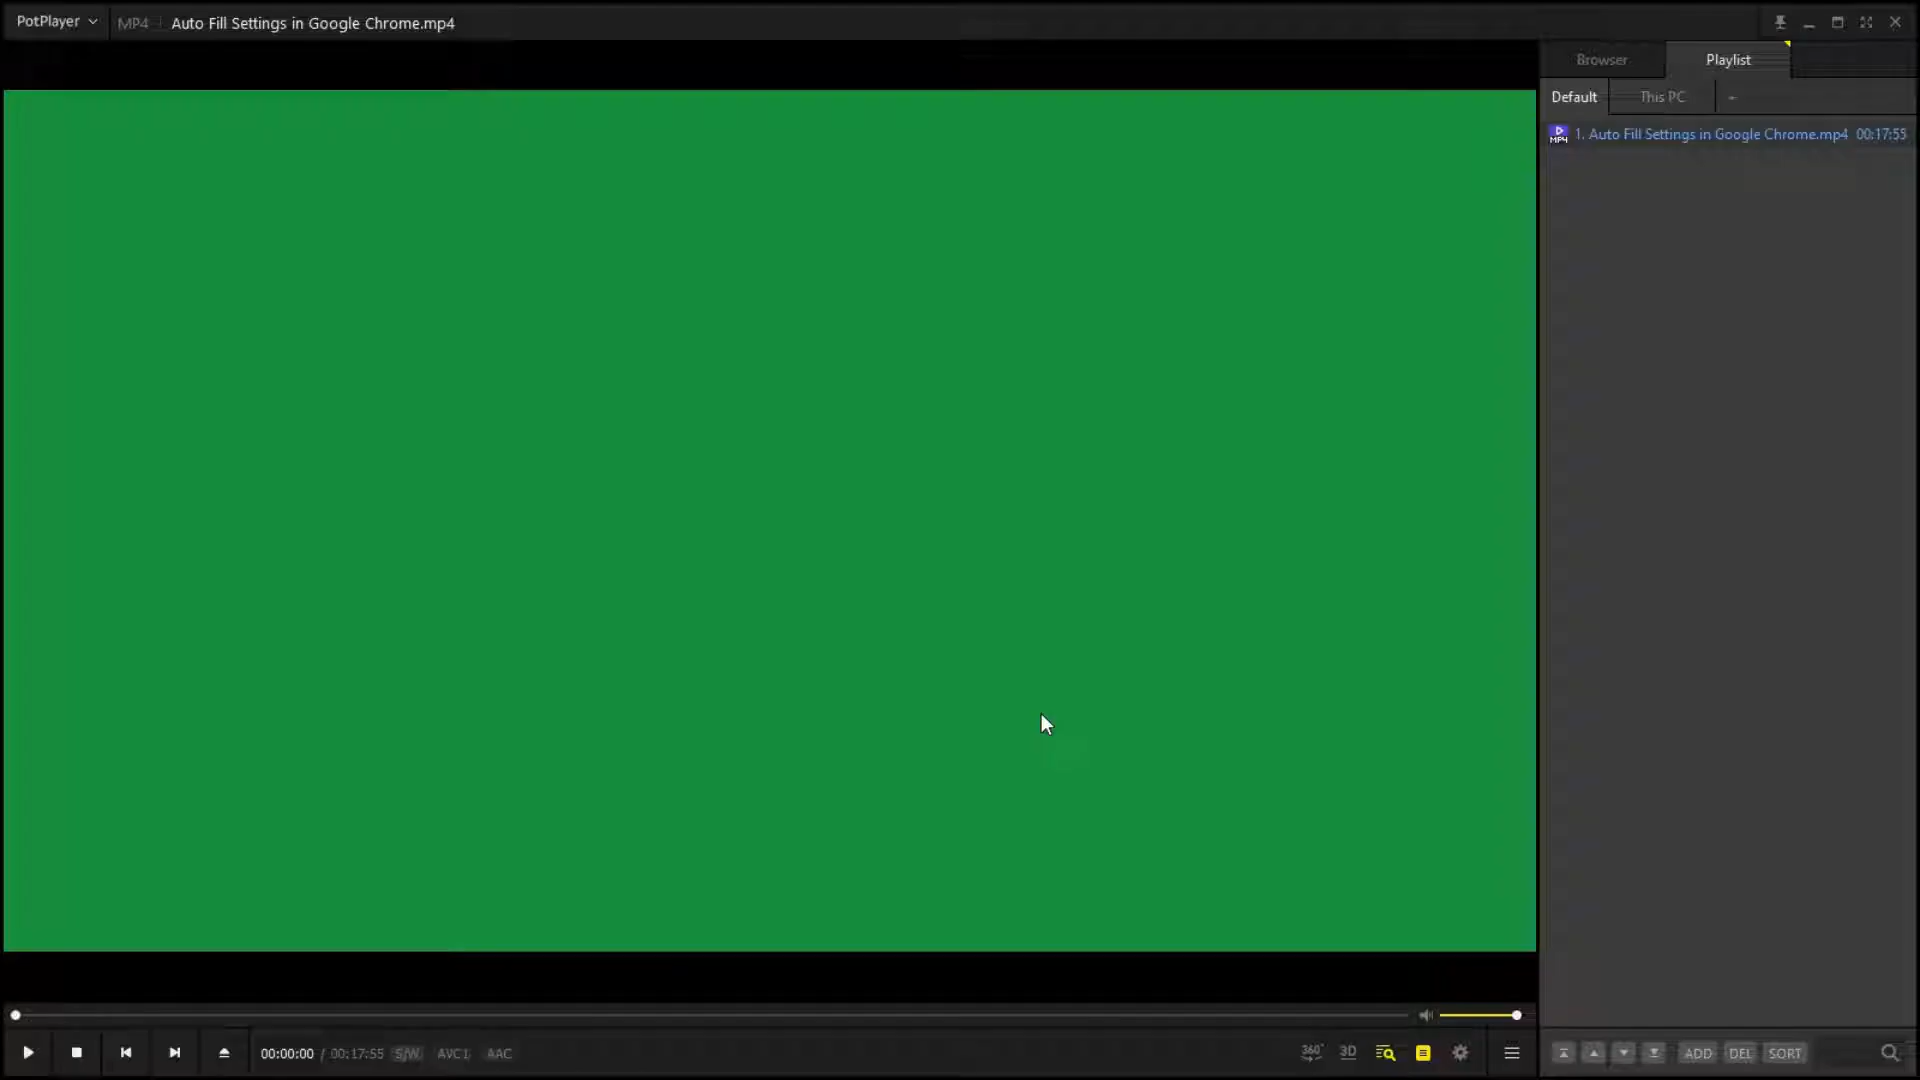 PotPlayer
MP4
Auto Fill Settings in Google Chrome.mp4
Browser
Playlist
Default
This PC
MP4
1. Auto Fill Settings in Google Chrome.mp4 00:17:55
00:00:00 / 00:17:55 S/W AVC1 AAC
360°
3D
ADD
DEL
SORT